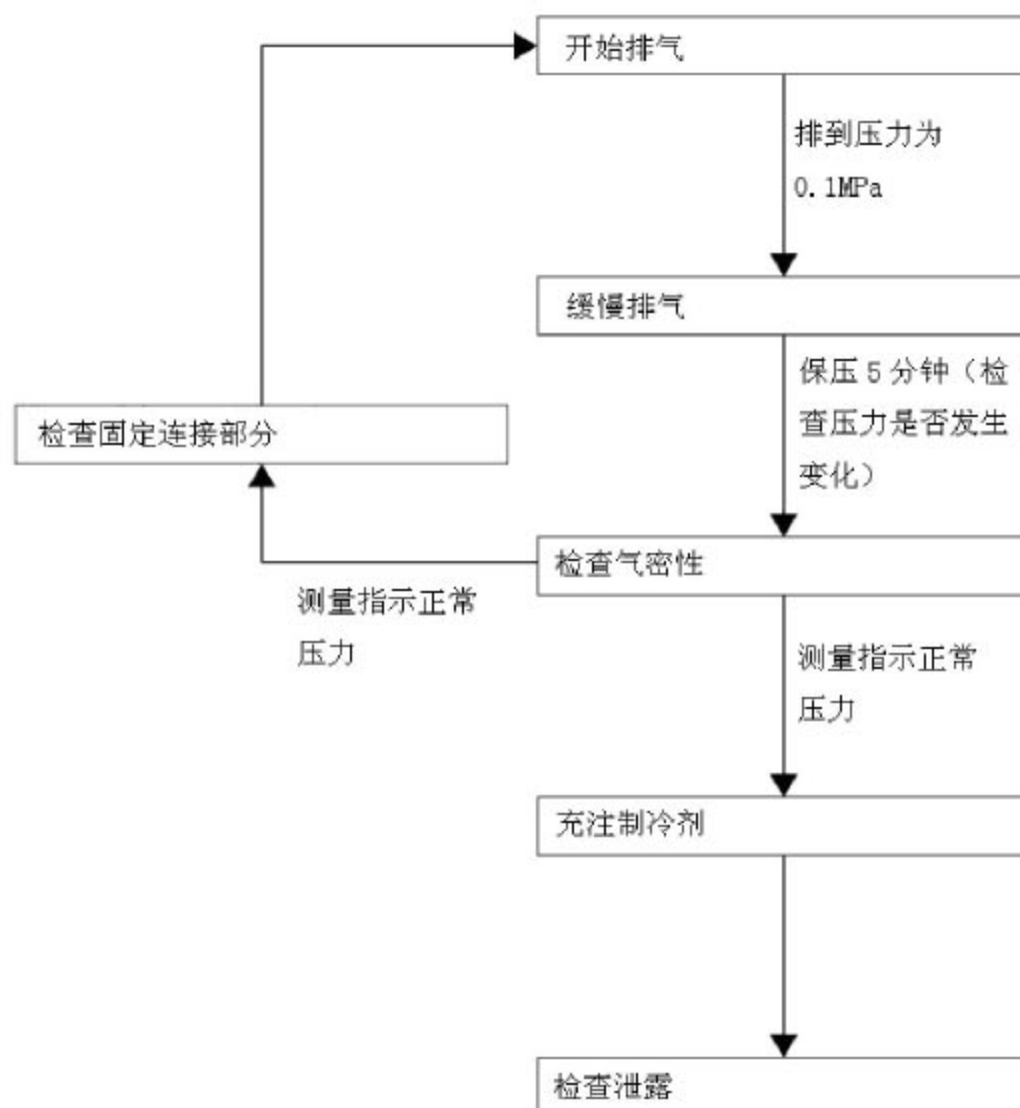 开始排气
排到压力为
0.1MPa
缓慢排气
保压 5 分钟（检
查压力是否发生
变化）
检查固定连接部分
检查气密性
测量指示正常
压力
测量指示正常
压力
充注制冷剂
检查泄露